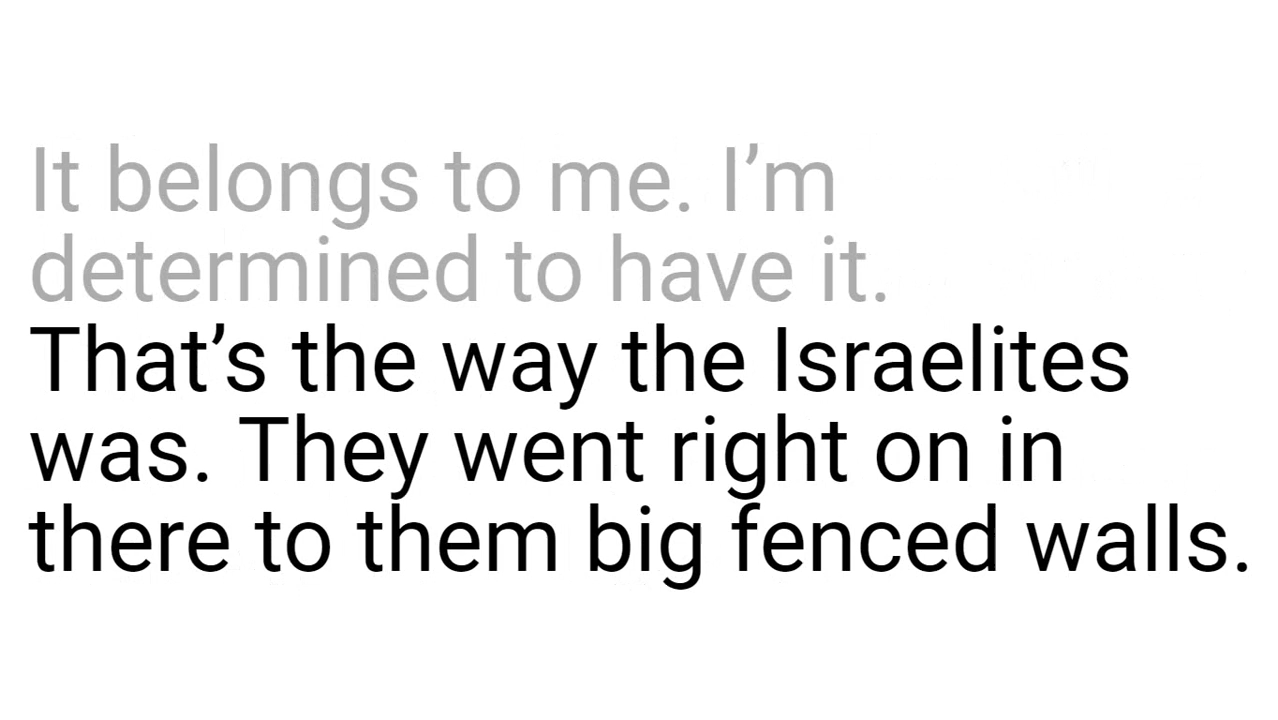 It belongs to me. I’m
determined to have it.
That’s the way the Israelites
was. They went right on in
there to them big fenced walls.